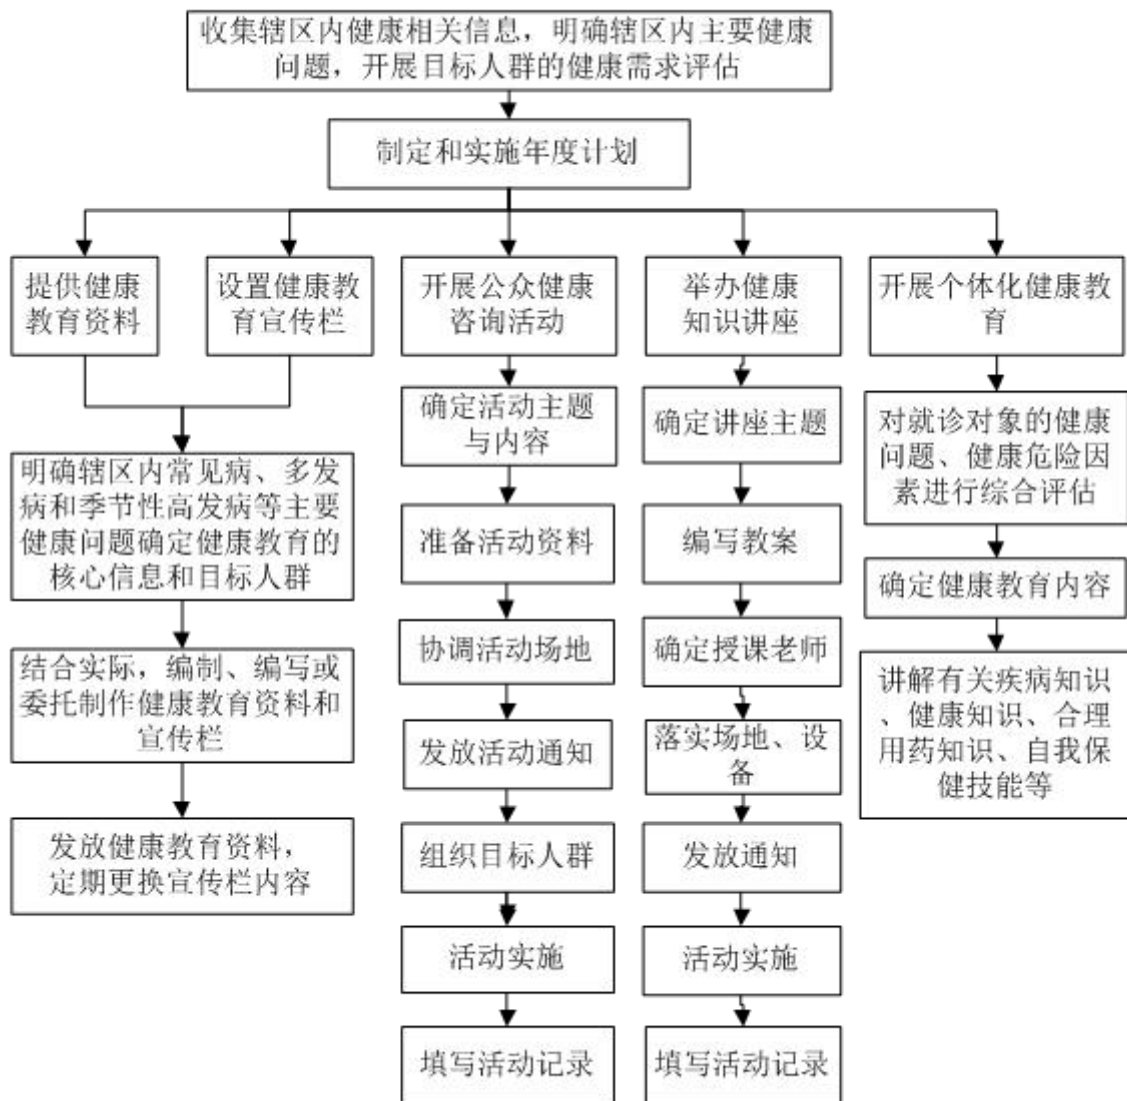 收集辖区内健康相关信息，明确辖区内主要健康
问题，开展目标人群的健康需求评估
制定和实施年度计划
提供健康
教育资料
设置健康教
育宣传栏
开展公众健康
咨询活动
举办健康
知识讲座
开展个体化健康教
育
明确辖区内常见病、多发
病和季节性高发病等主要
健康问题确定健康教育的
核心信息和目标人群
结合实际，编制、编写或
委托制作健康教育资料和
宣传栏
发放健康教育资料，
定期更换宣传栏内容
确定活动主题
与内容
准备活动资料
协调活动场地
发放活动通知
组织目标人群
活动实施
填写活动记录
确定讲座主题
编写教案
确定授课老师
落实场地、设
备
发放通知
活动实施
填写活动记录
对就诊对象的健康
问题、健康危险因
素进行综合评估
确定健康教育内容
讲解有关疾病知识
、健康知识、合理
用药知识、自我保
健技能等